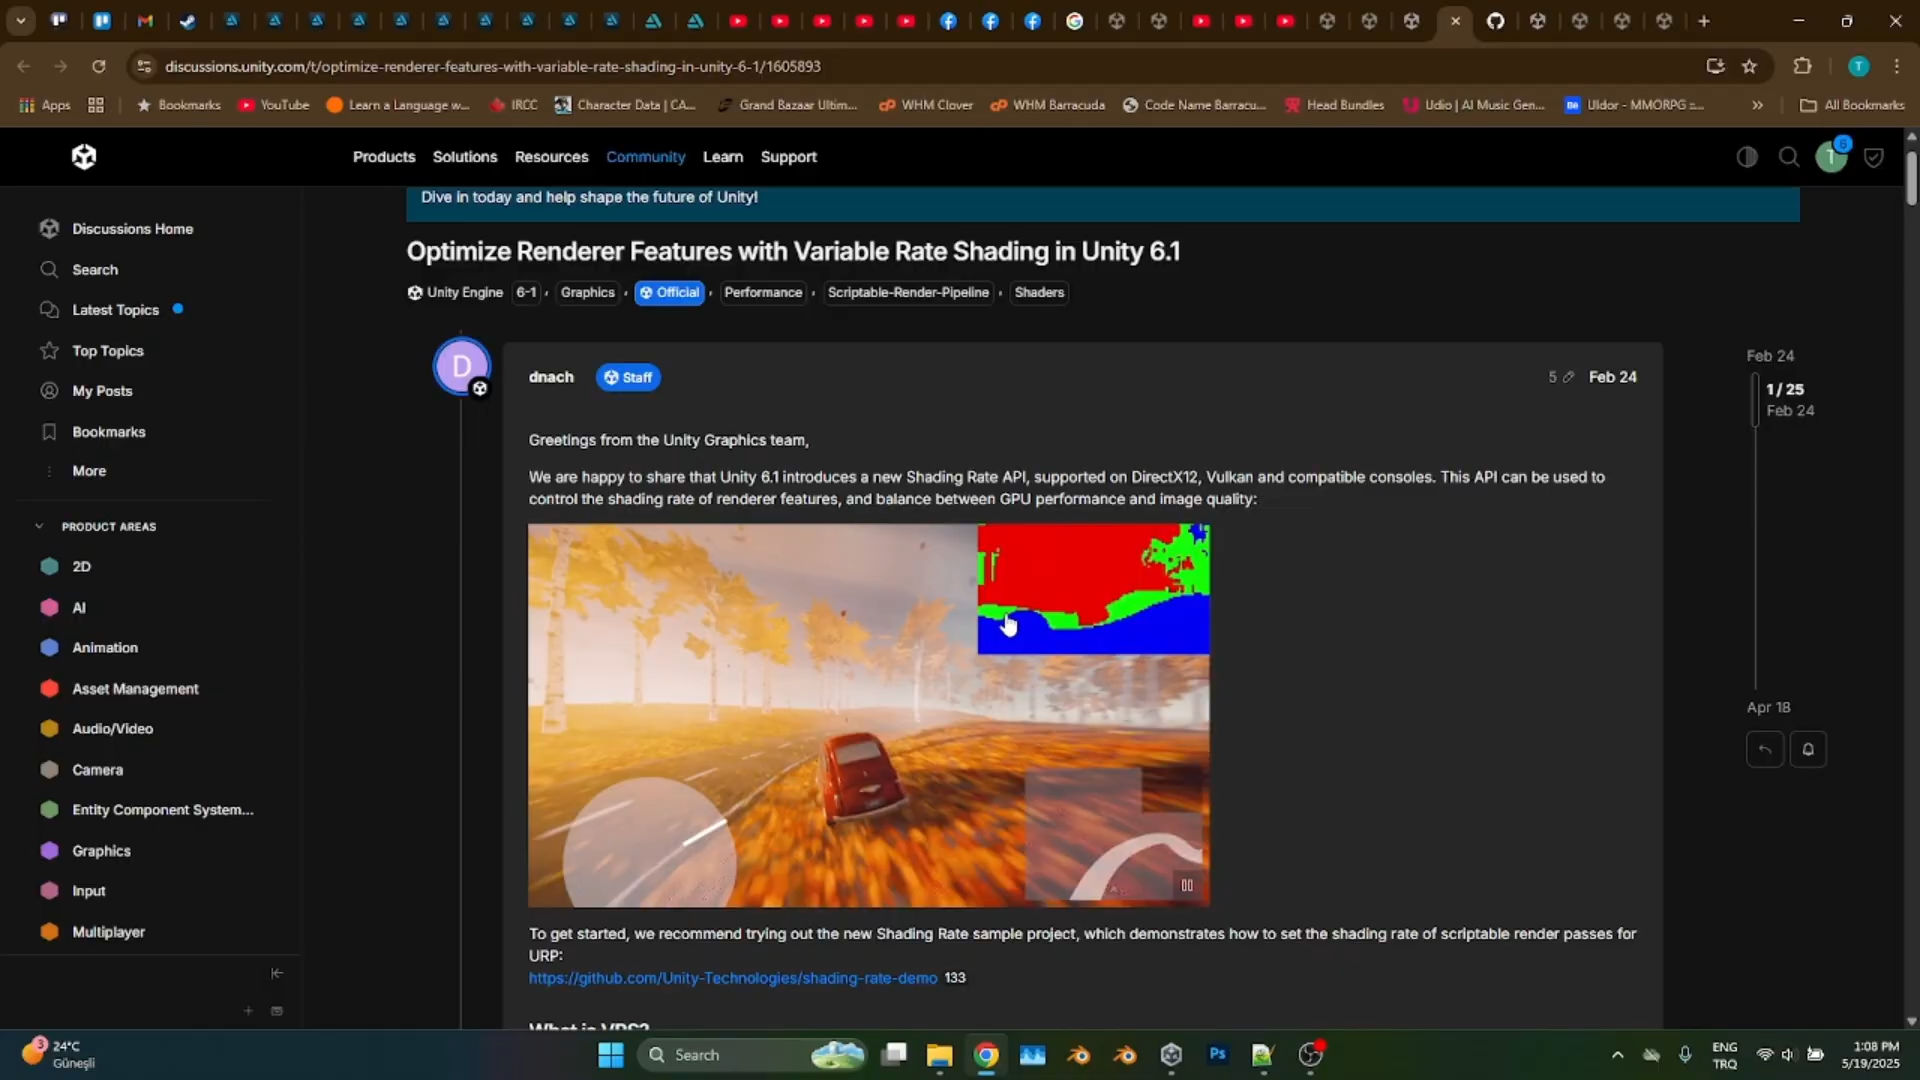 discussions.unity.com/t/optimize-renderer-features-with-variable-rate-shading-in-unity-6-1/1605893
T
Apps
Bookmarks
YouTube
Learn a Language w...
IRCC
Character Data | CA...
Grand Bazaar Ultim...
WHM Clover
WHM Barracuda
Code Name Barracu...
Head Bundles
Udio | AI Music Gen...
Uldor - MMORPG ...
All Bookmarks
Products
Solutions
Resources
Community
Learn
Support
T
6
Dive in today and help shape the future of Unity!
Discussions Home
Search
Latest Topics
Top Topics
My Posts
Bookmarks
More
PRODUCT AREAS
2D
AI
Animation
Asset Management
Audio/Video
Camera
Entity Component System...
Graphics
Input
Multiplayer
Optimize Renderer Features with Variable Rate Shading in Unity 6.1
Unity Engine 6-1 , Graphics , Official , Performance , Scriptable-Render-Pipeline , Shaders
D
dnach Staff 5 Feb 24
Greetings from the Unity Graphics team,
We are happy to share that Unity 6.1 introduces a new Shading Rate API, supported on DirectX12, Vulkan and compatible consoles. This API can be used to
control the shading rate of renderer features, and balance between GPU performance and image quality:
To get started, we recommend trying out the new Shading Rate sample project, which demonstrates how to set the shading rate of scriptable render passes for
URP:
https://github.com/Unity-Technologies/shading-rate-demo 133
What is VRS?
Feb 24
1 / 25
Feb 24
Apr 18
3
24°C
Güneşli
Search
Ps
ENG
TRQ
1:08 PM
5/19/2025